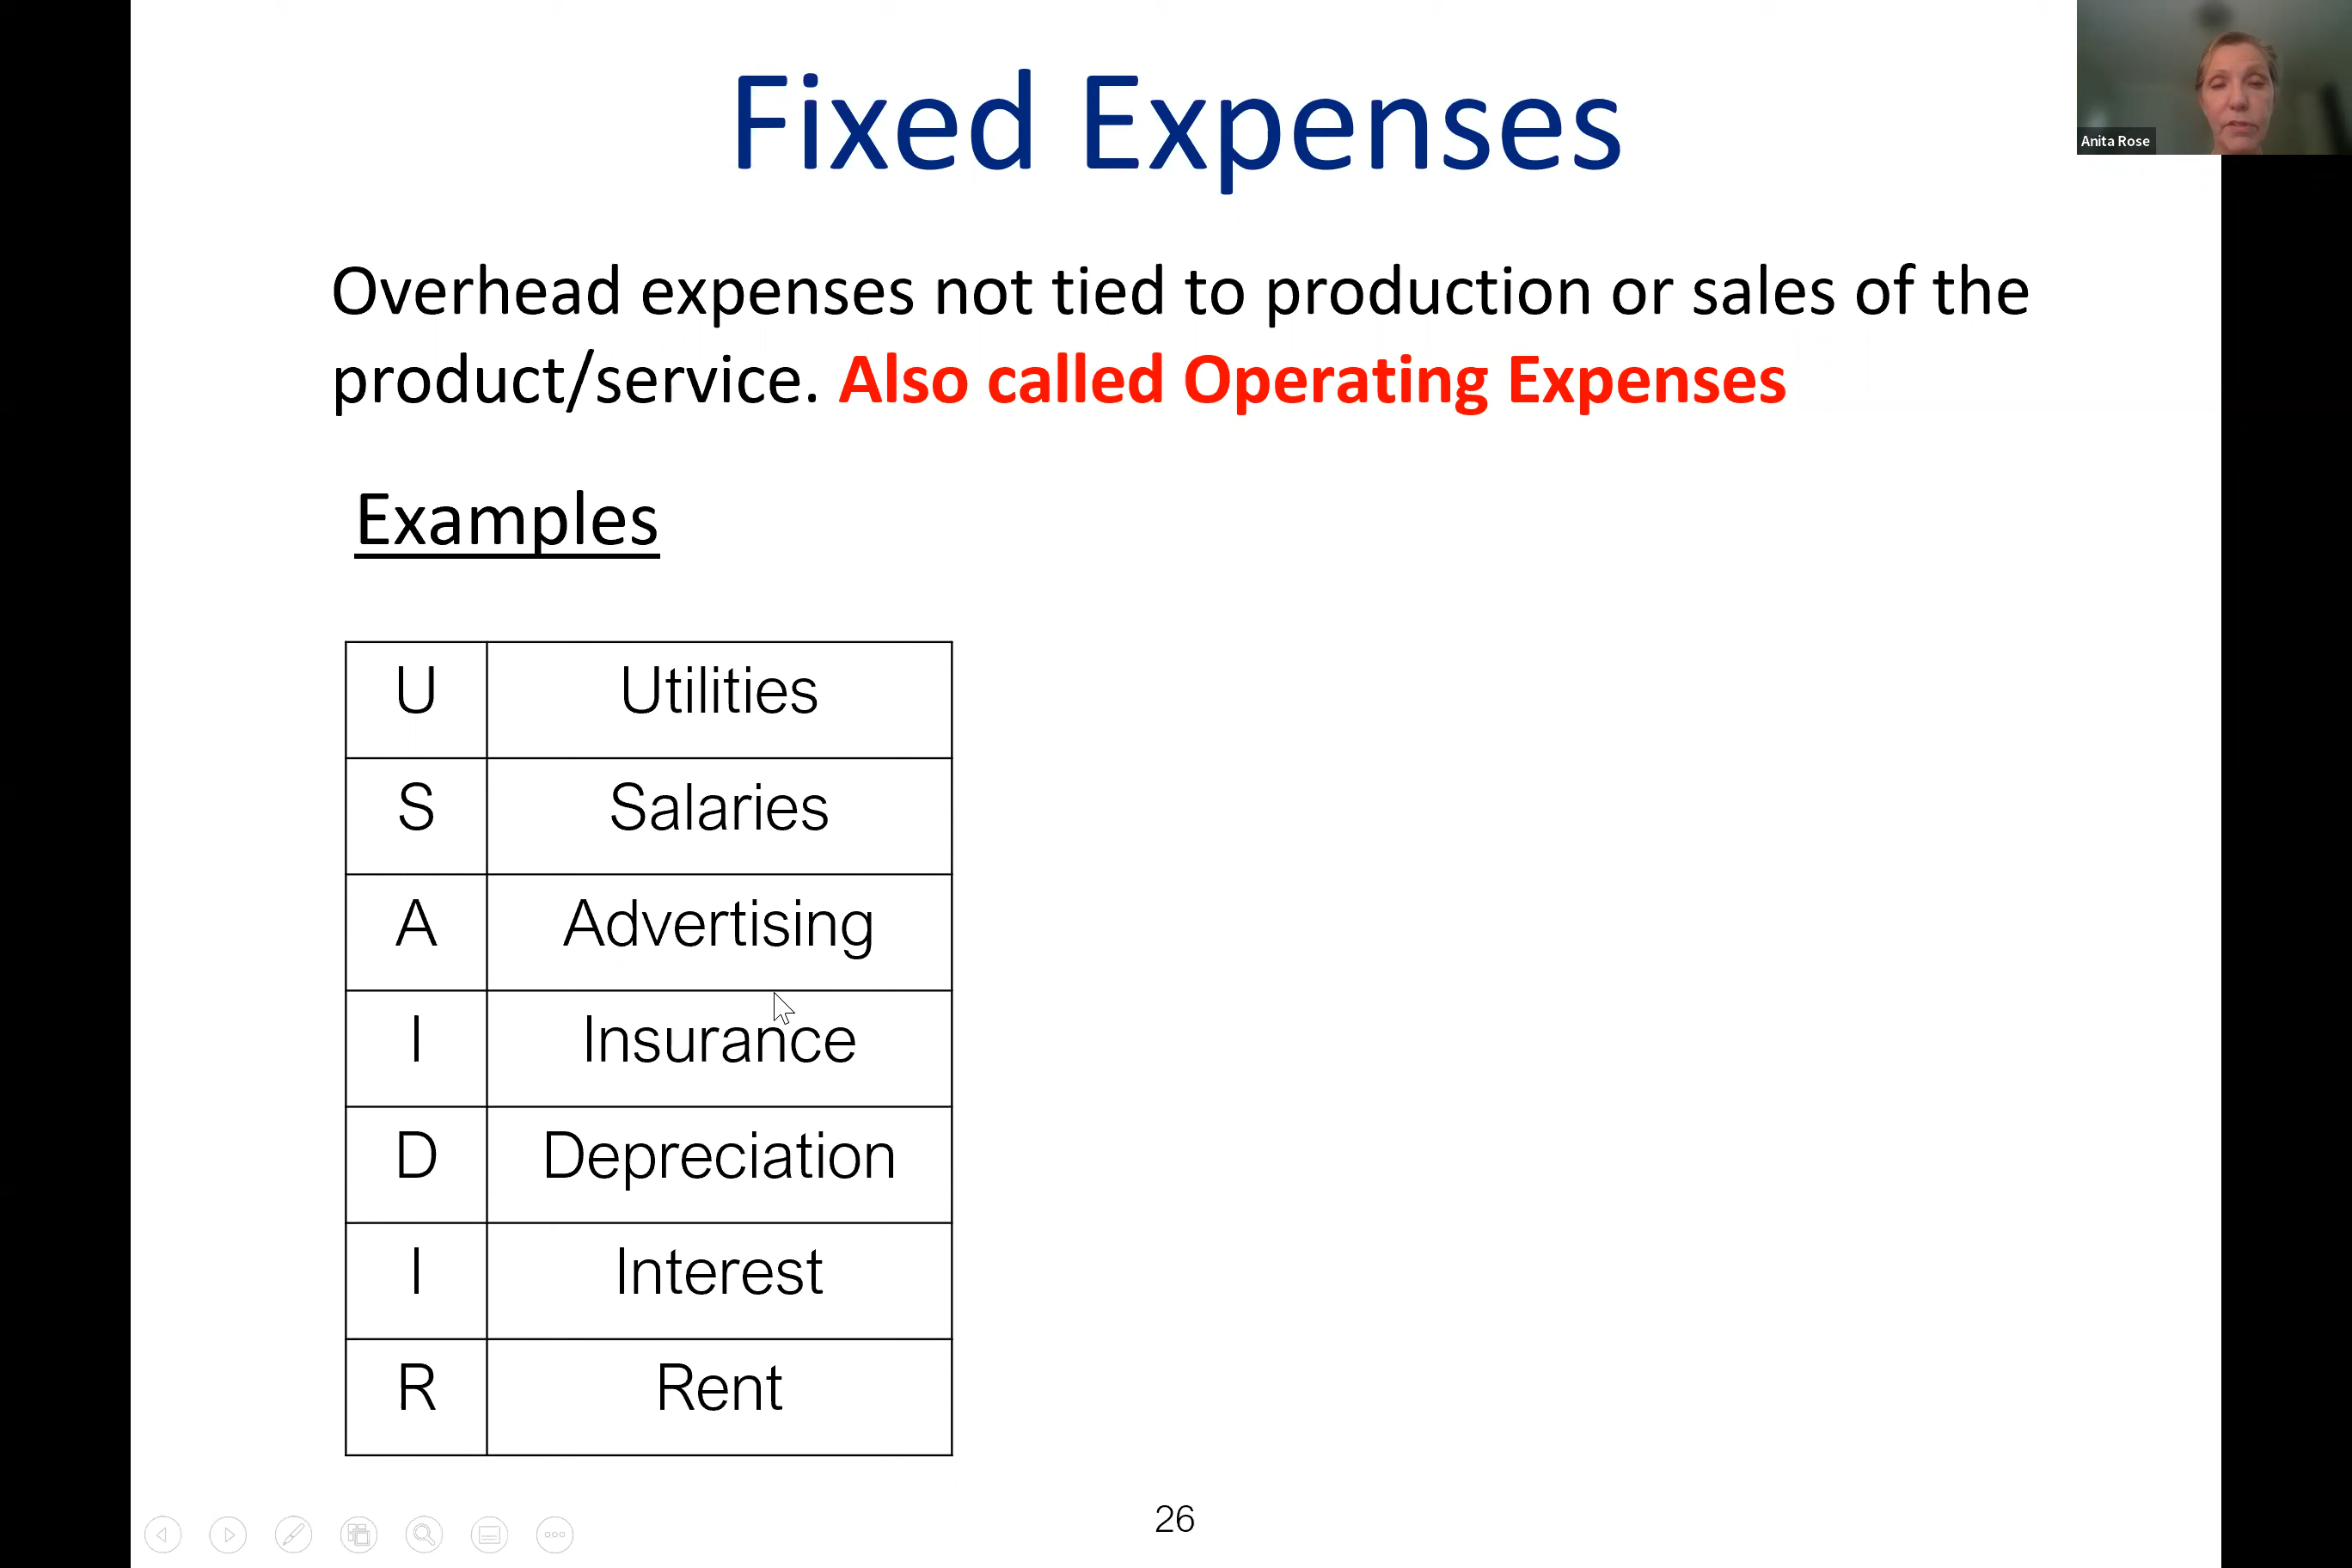 Fixed Expenses
Anita Rose
Overhead expenses not tied to production or sales of the
product/service. Also called Operating Expenses
Examples
U Utilities
S Salaries
A Advertising
I Insurance
D Depreciation
I Interest
R Rent
26